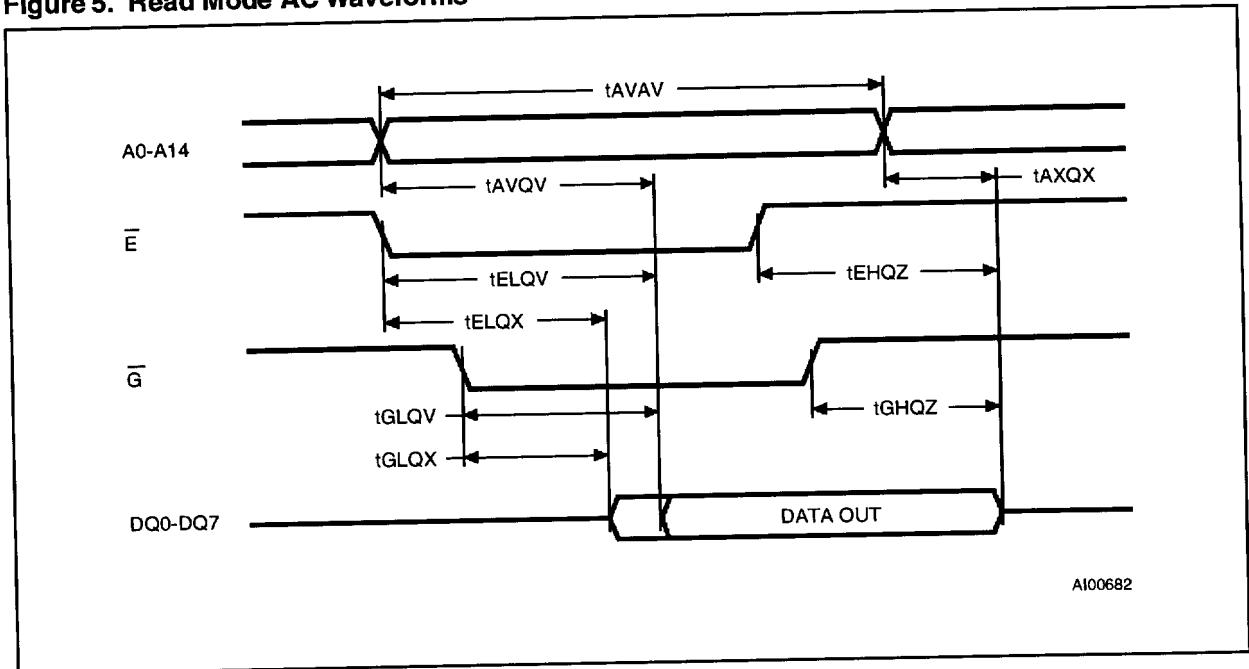 Figure 5. Read Mode AC Waveforms
tAVAV
A0-A14
tAVQV
tAXQX
E̅
tELQV
tEHQZ
tELQX
G̅
tGLQV
tGHQZ
tGLQX
DQ0-DQ7
DATA OUT
AI00682